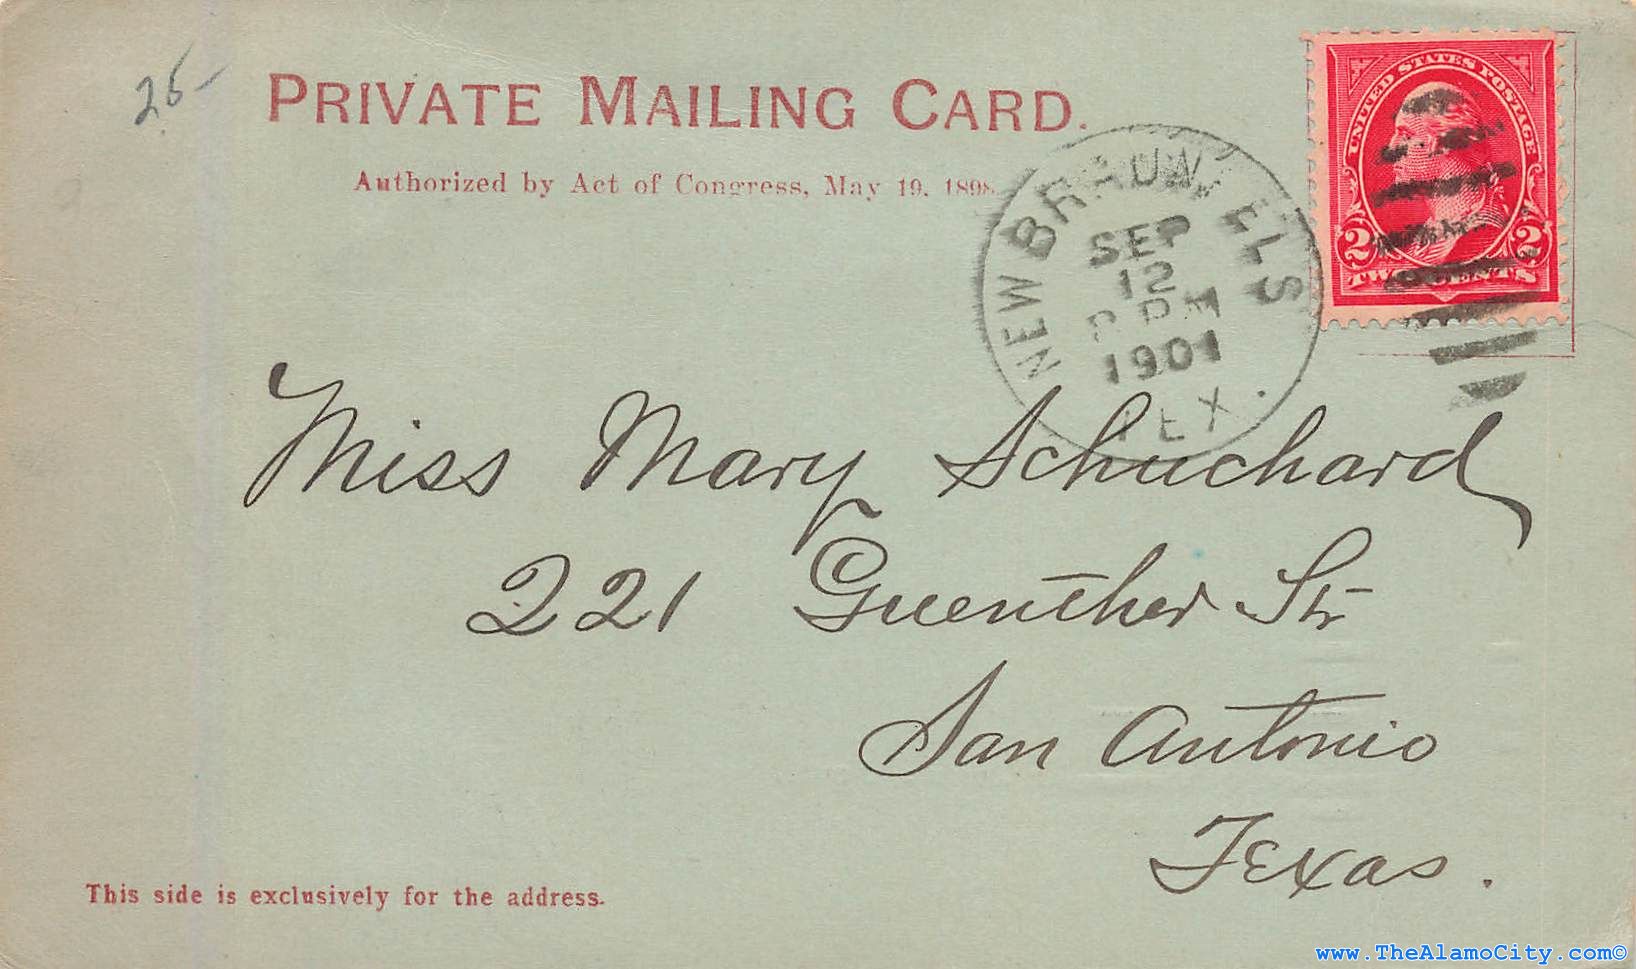 25-
PRIVATE MAILING CARD.
Authorized by Act of Congress, May 19, 1898.
UNITED STATES POSTAGE
2 2
TWO CENTS
NEW BRAUNFELS
SEP
12
PM
1901
TEX.
Miss Mary Schuchard
221 Guenther Str
San Antonio
Texas.
This side is exclusively for the address.
www.TheAlamoCity.com©